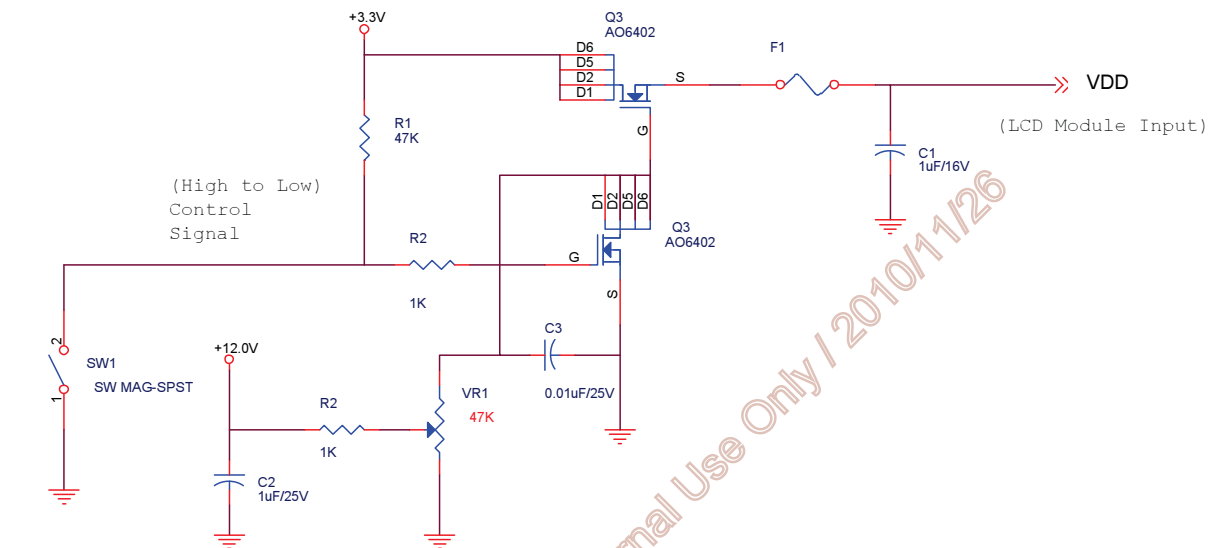 +3.3V
Q3
AO6402
D6
D5
D2
D1
S
G
F1
VDD
(LCD Module Input)
R1
47K
C1
1uF/16V
(High to Low)
Control
Signal
D1
D2
D5
D6
Q3
AO6402
R2
1K
G
S
2
1
SW1
SW MAG-SPST
+12.0V
C3
0.01uF/25V
VR1
47K
R2
1K
C2
1uF/25V
Use Only / 2010/11/26